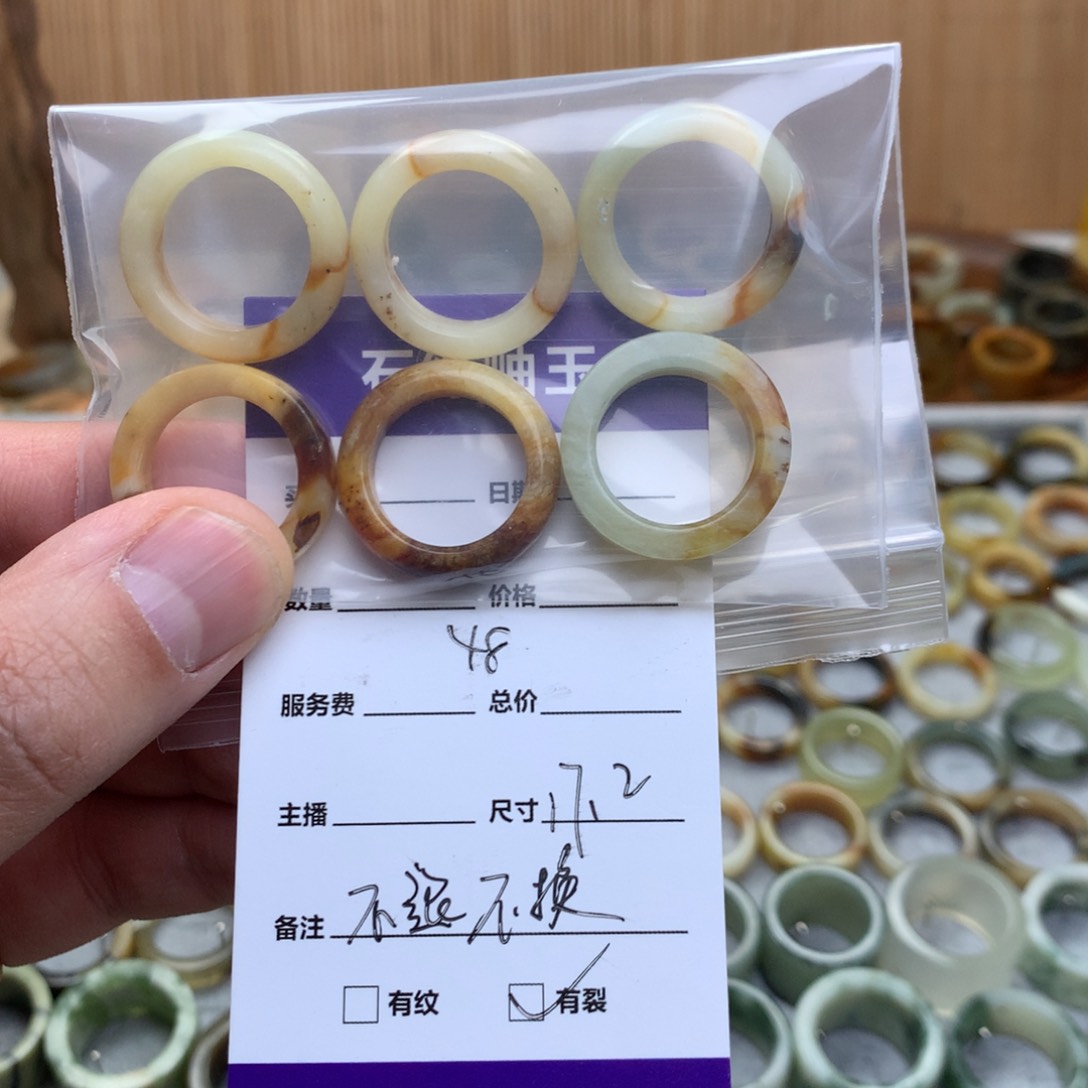 石 岫玉
日期
数量 价格
48
服务费 总价
主播 尺寸 17.2
备注 不退不换
有纹 有裂